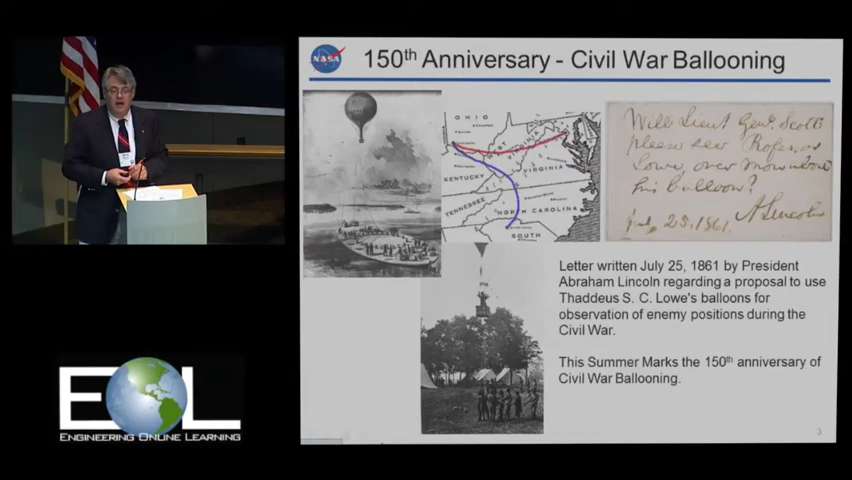 NASA
150th Anniversary - Civil War Ballooning
OHIO
WEST VIRGINIA
KENTUCKY
VIRGINIA
TENNESSEE
NORTH CAROLINA
SOUTH
Will Lieut Genl. Scott
please see Professor
Lowe, once more about
his balloon?
July 25, 1861. A. Lincoln
Letter written July 25, 1861 by President
Abraham Lincoln regarding a proposal to use
Thaddeus S. C. Lowe's balloons for
observation of enemy positions during the
Civil War.
This Summer Marks the 150th anniversary of
Civil War Ballooning.
3
EOL
ENGINEERING ONLINE LEARNING